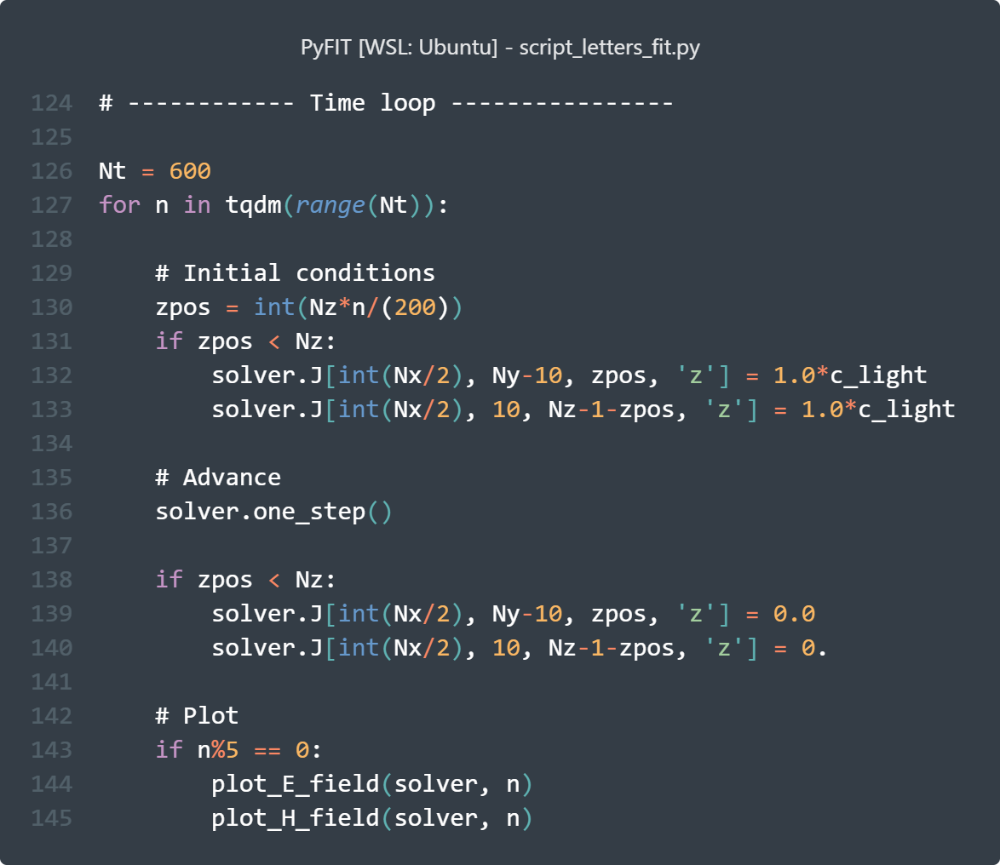 PyFIT [WSL: Ubuntu] - script_letters_fit.py
124 # ------------ Time loop ----------------
125
126 Nt = 600
127 for n in tqdm(range(Nt)):
128
129     # Initial conditions
130     zpos = int(Nz*n/(200))
131     if zpos < Nz:
132         solver.J[int(Nx/2), Ny-10, zpos, 'z'] = 1.0*c_light
133         solver.J[int(Nx/2), 10, Nz-1-zpos, 'z'] = 1.0*c_light
134
135     # Advance
136     solver.one_step()
137
138     if zpos < Nz:
139         solver.J[int(Nx/2), Ny-10, zpos, 'z'] = 0.0
140         solver.J[int(Nx/2), 10, Nz-1-zpos, 'z'] = 0.
141
142     # Plot
143     if n%5 == 0:
144         plot_E_field(solver, n)
145         plot_H_field(solver, n)